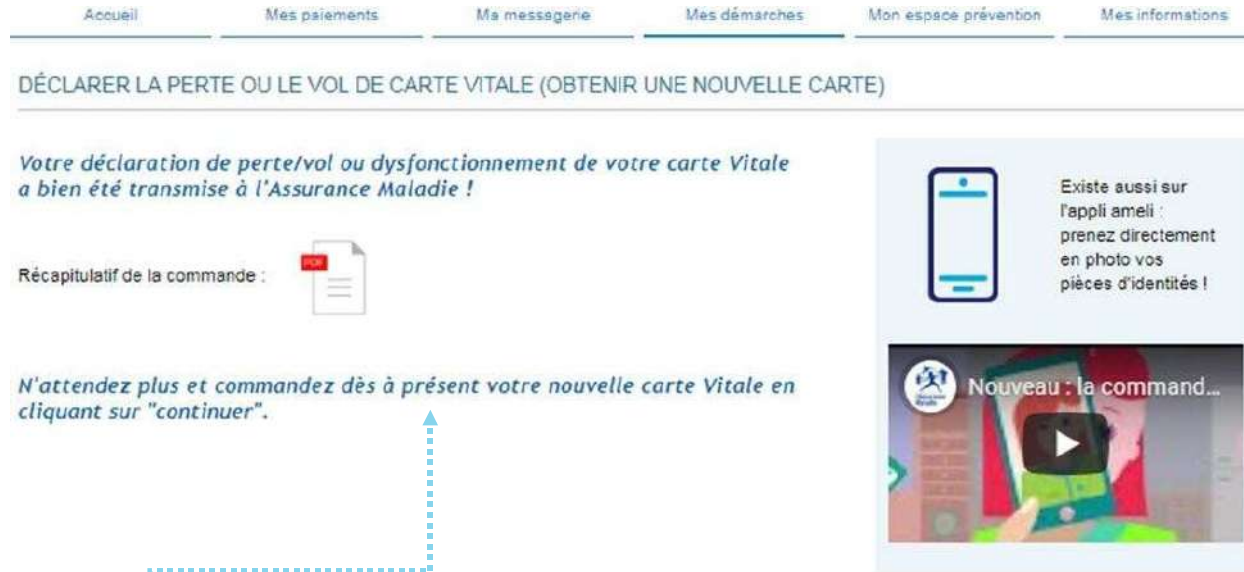 Accueil
Mes paiements
Ma messagerie
Mes démarches
Mon espace prévention
Mes informations
DÉCLARER LA PERTE OU LE VOL DE CARTE VITALE (OBTENIR UNE NOUVELLE CARTE)
Votre déclaration de perte/vol ou dysfonctionnement de votre carte Vitale
a bien été transmise à l'Assurance Maladie !
Récapitulatif de la commande :
PDF
N'attendez plus et commandez dès à présent votre nouvelle carte Vitale en
cliquant sur "continuer".
Existe aussi sur
l'appli ameli :
prenez directement
en photo vos
pièces d'identités !
Nouveau : la command...